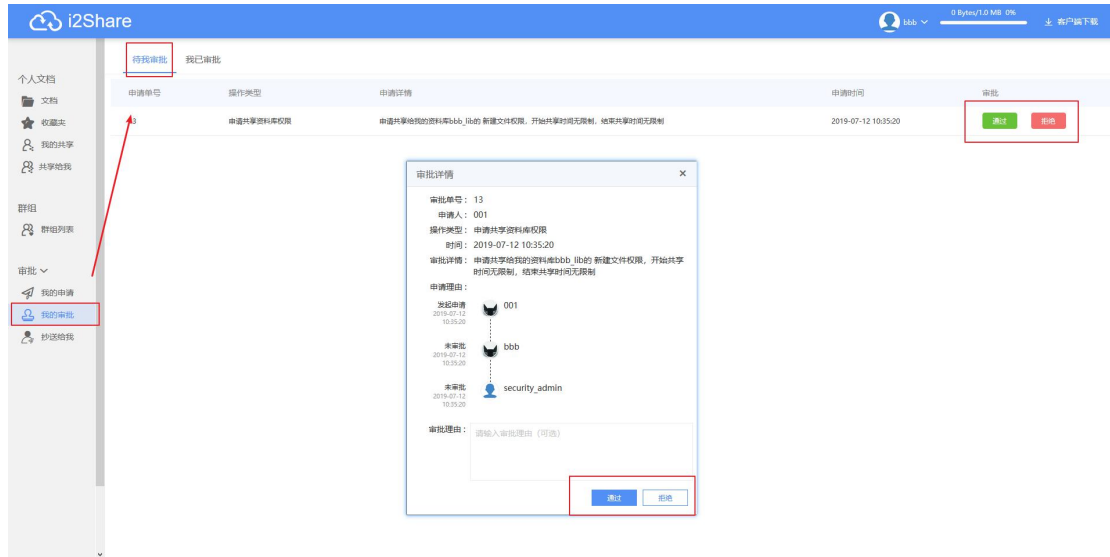 i2Share
bbb
0 Bytes/1.0 MB 0%
客户端下载
个人文档
文档
收藏夹
我的共享
共享给我
群组
群组列表
审批
我的申请
我的审批
抄送给我
待我审批 我已审批
申请单号 操作类型 申请详情 申请时间 审批
13 申请共享资料库权限 申请共享给我的资料库bbb_lib的 新建文件权限，开始共享时间无限制，结束共享时间无限制 2019-07-12 10:35:20 通过 拒绝
审批详情 ×
审批单号： 13
申请人： 001
操作类型： 申请共享资料库权限
时间： 2019-07-12 10:35:20
审批详情： 申请共享给我的资料库bbb_lib的 新建文件权限，开始共享
时间无限制，结束共享时间无限制
申请理由：
发起申请 001
2019-07-12
10:35:20
未审批 bbb
2019-07-12
10:35:20
未审批 security_admin
2019-07-12
10:35:20
审批理由： 请输入审批理由（可选）
通过 拒绝